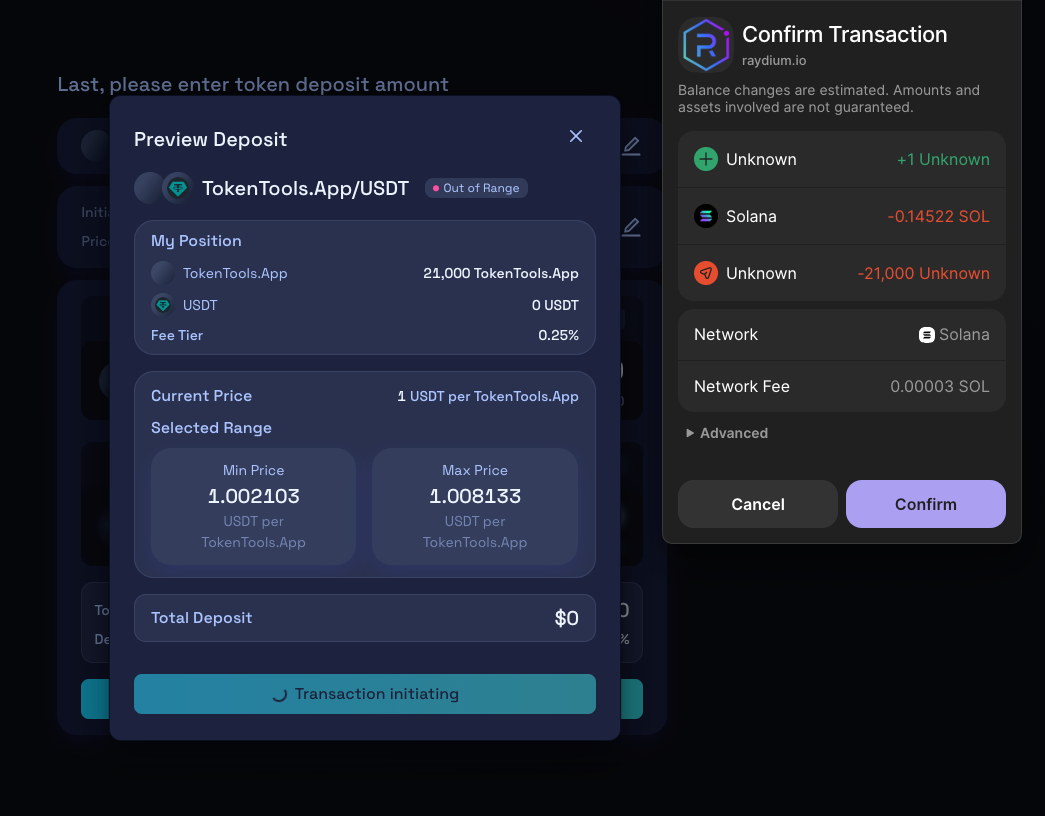 Last, please enter token deposit amount
Preview Deposit
TokenTools.App/USDT
Out of Range
My Position
TokenTools.App
21,000 TokenTools.App
USDT
0 USDT
Fee Tier
0.25%
Current Price
1 USDT per TokenTools.App
Selected Range
Min Price
1.002103
USDT per
TokenTools.App
Max Price
1.008133
USDT per
TokenTools.App
Total Deposit
$0
Transaction initiating
Confirm Transaction
raydium.io
Balance changes are estimated. Amounts and
assets involved are not guaranteed.
Unknown
+1 Unknown
Solana
-0.14522 SOL
Unknown
-21,000 Unknown
Network
Solana
Network Fee
0.00003 SOL
Advanced
Cancel
Confirm